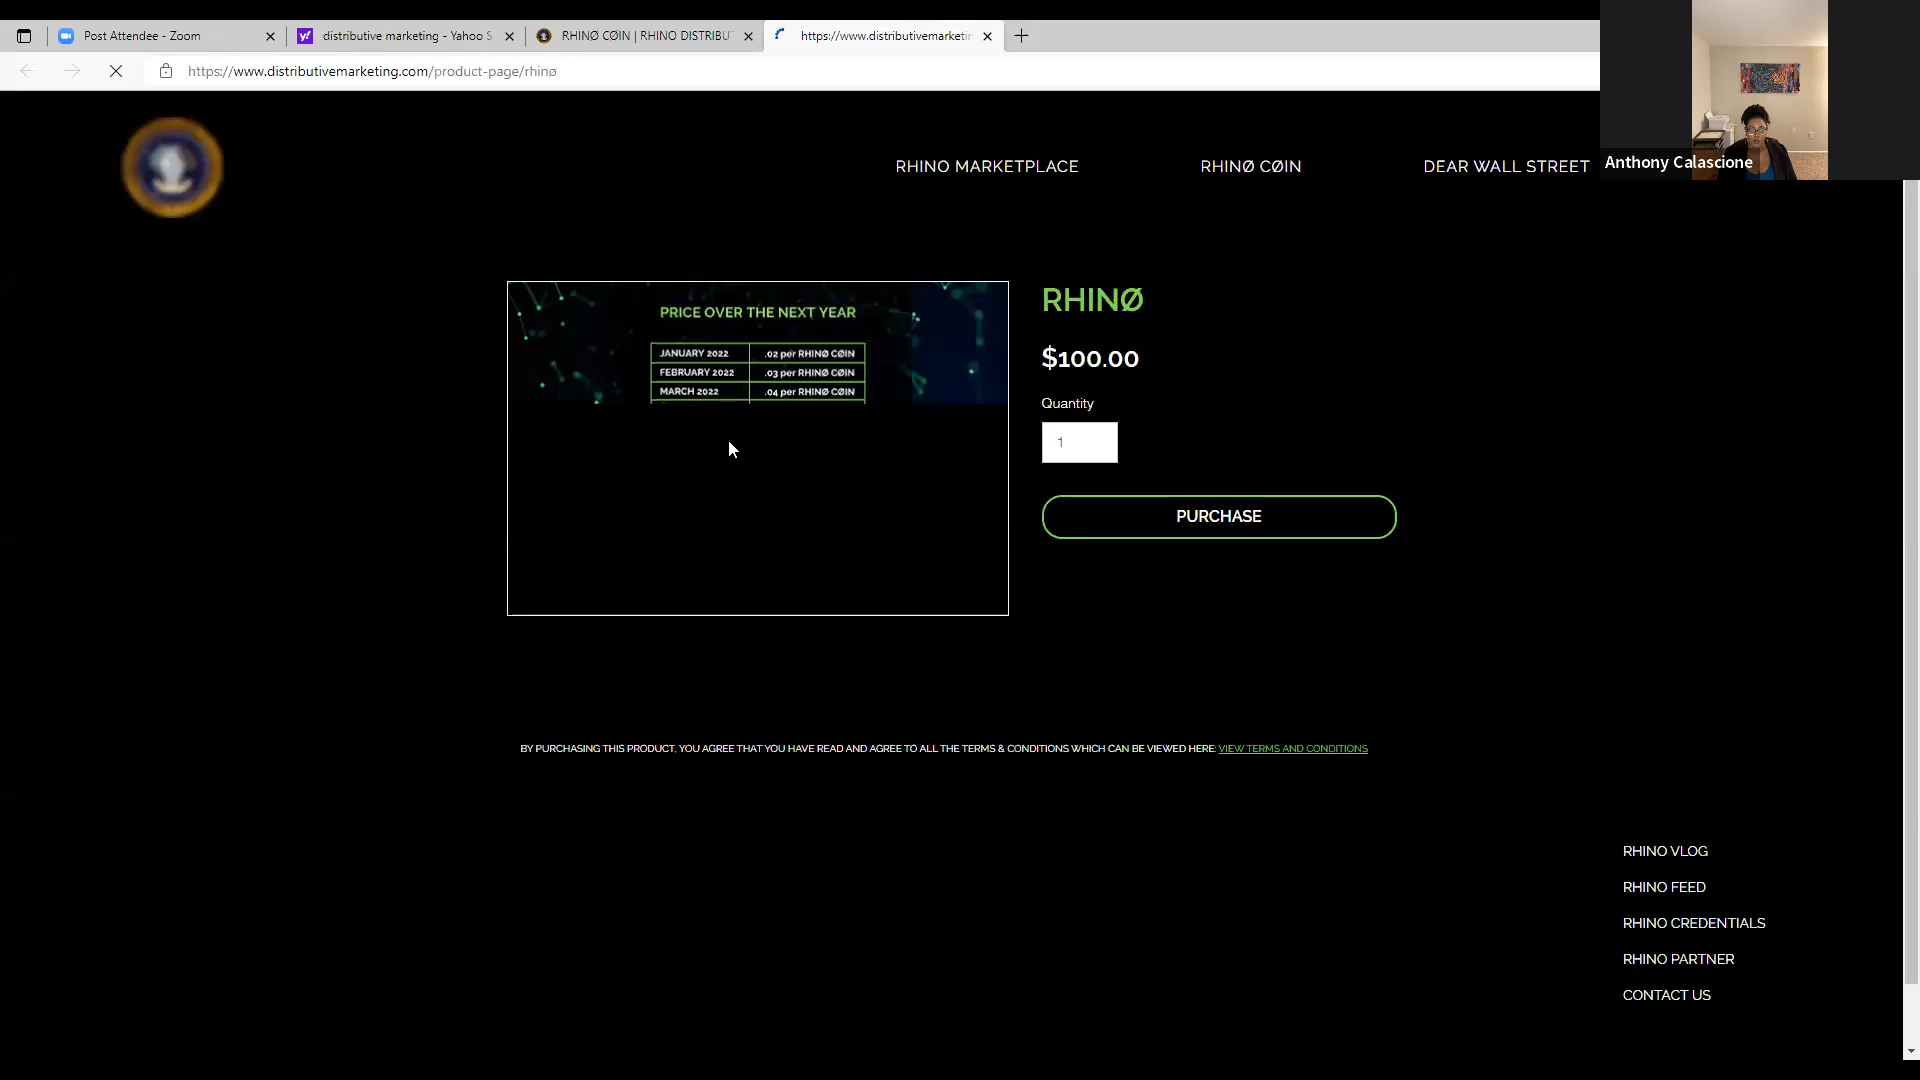 Post Attendee - Zoom
distributive marketing - Yahoo S
RHINØ CØIN | RHINO DISTRIBU
https://www.distributivemarketin
https://www.distributivemarketing.com/product-page/rhinø
Anthony Calascione
RHINO MARKETPLACE
RHINØ CØIN
DEAR WALL STREET
PRICE OVER THE NEXT YEAR
JANUARY 2022 .02 per RHINØ CØIN
FEBRUARY 2022 .03 per RHINØ CØIN
MARCH 2022 .04 per RHINØ CØIN
RHINØ
$100.00
Quantity
1
PURCHASE
BY PURCHASING THIS PRODUCT, YOU AGREE THAT YOU HAVE READ AND AGREE TO ALL THE TERMS & CONDITIONS WHICH CAN BE VIEWED HERE: VIEW TERMS AND CONDITIONS
RHINO VLOG
RHINO FEED
RHINO CREDENTIALS
RHINO PARTNER
CONTACT US